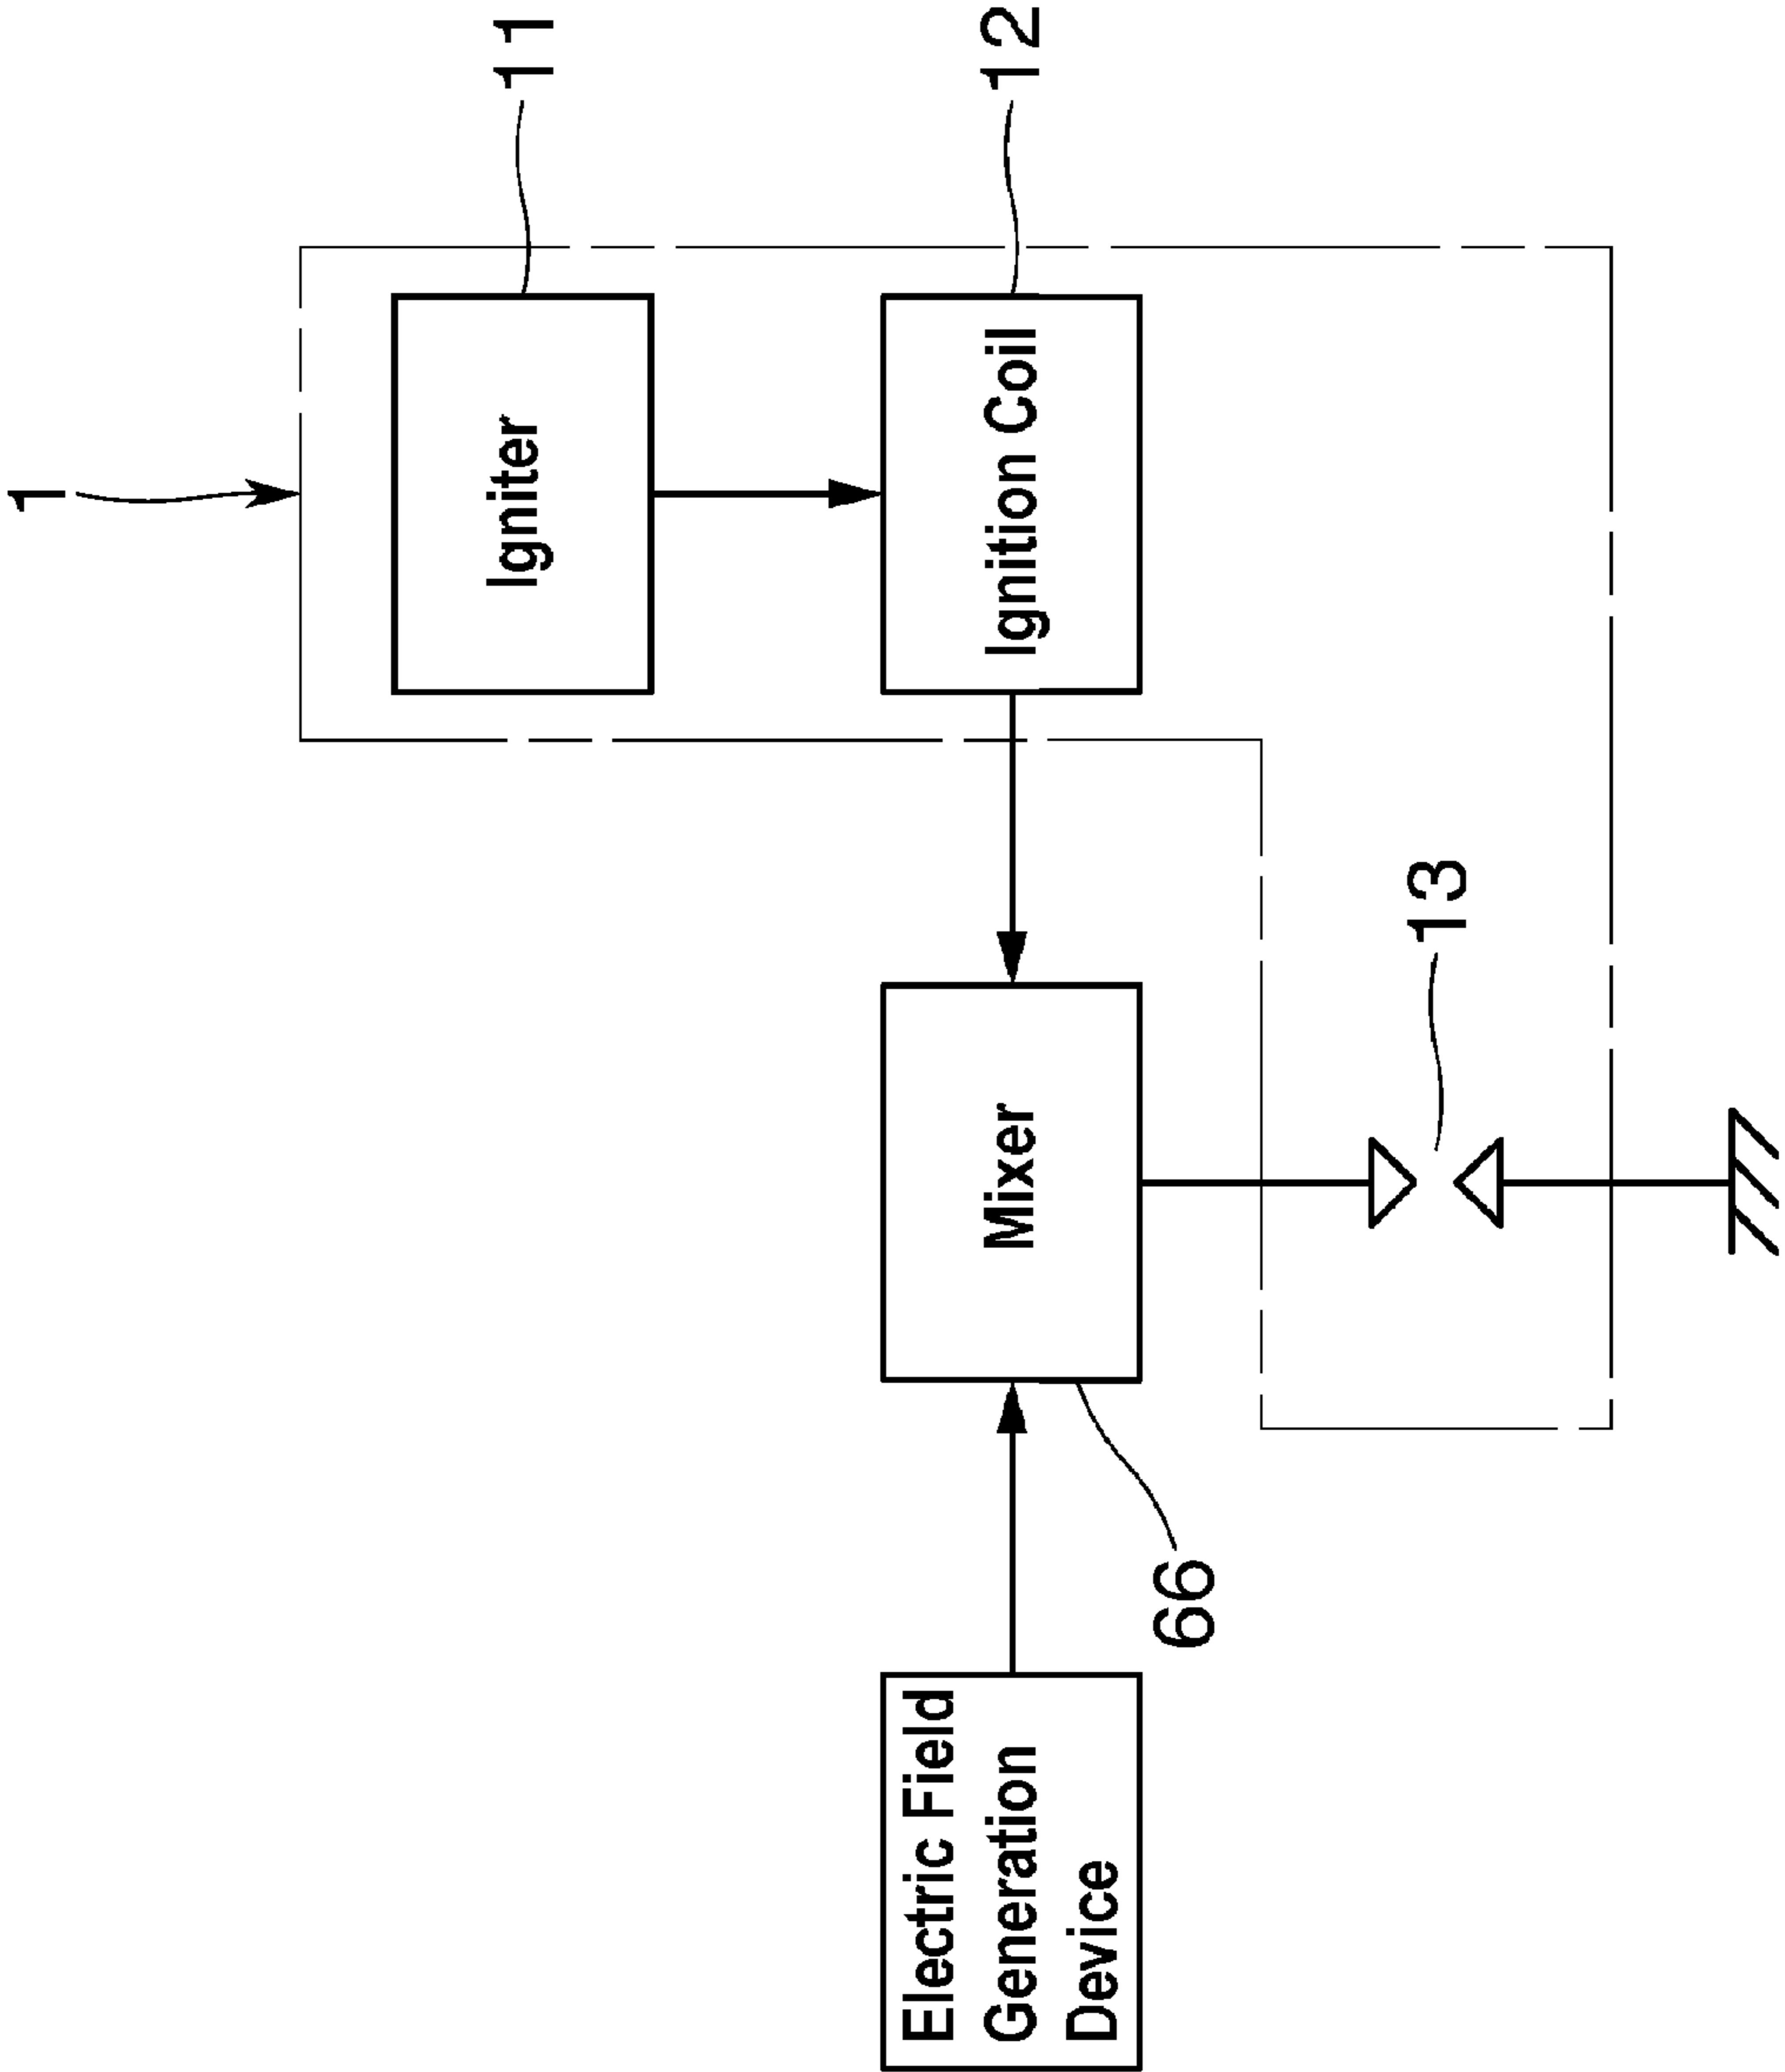 1
11
Igniter
12
Ignition Coil
13
Mixer
66
Electric Field
Generation
Device